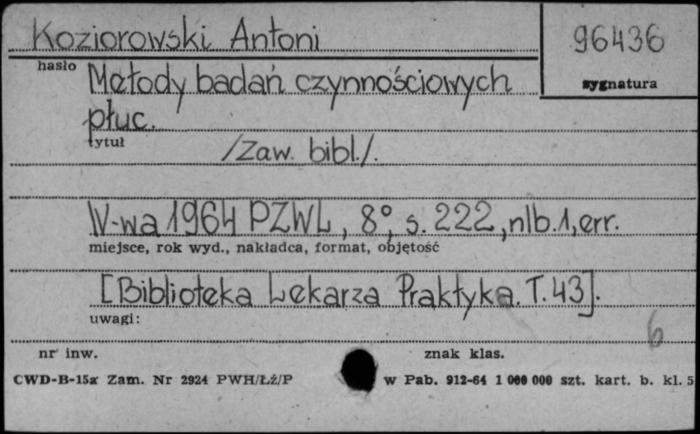 Koziorowski Antoni
96436
hasło
sygnatura
Metody badań czynnościowych
płuc.
tytuł
/Zaw. bibl./.
W-wa 1964 PZWL, 8°, s. 222, nlb. 1, err.
miejsce, rok wyd., nakładca, format, objętość
[Biblioteka Lekarza Praktyka. T. 43].
uwagi:
6
nr inw.
znak klas.
CWD-B-15a Zam. Nr 2924 PWH/Łź/P w Pab. 912-64 1 000 000 szt. kart. b. kl. 5